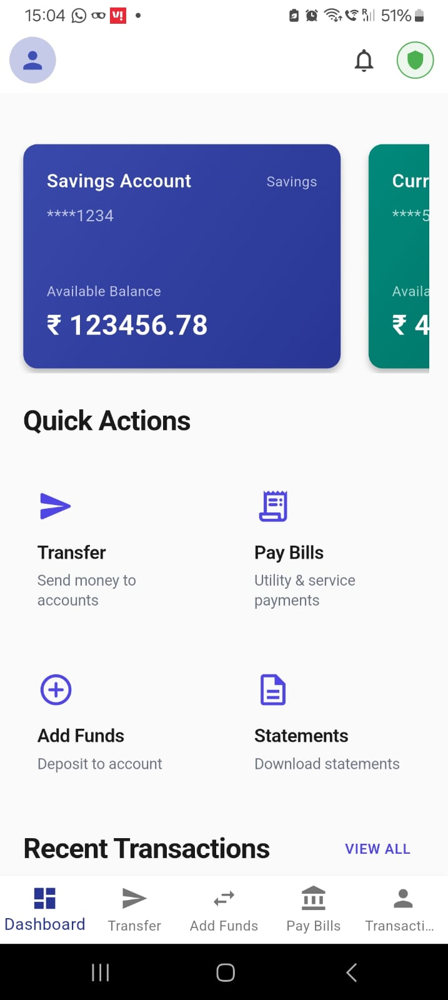 15:04 51%
Savings Account Savings
****1234
Available Balance
₹ 123456.78
Curr
****5
Availa
₹ 4
Quick Actions
Transfer
Send money to
accounts
Pay Bills
Utility & service
payments
Add Funds
Deposit to account
Statements
Download statements
Recent Transactions VIEW ALL
Dashboard Transfer Add Funds Pay Bills Transacti...